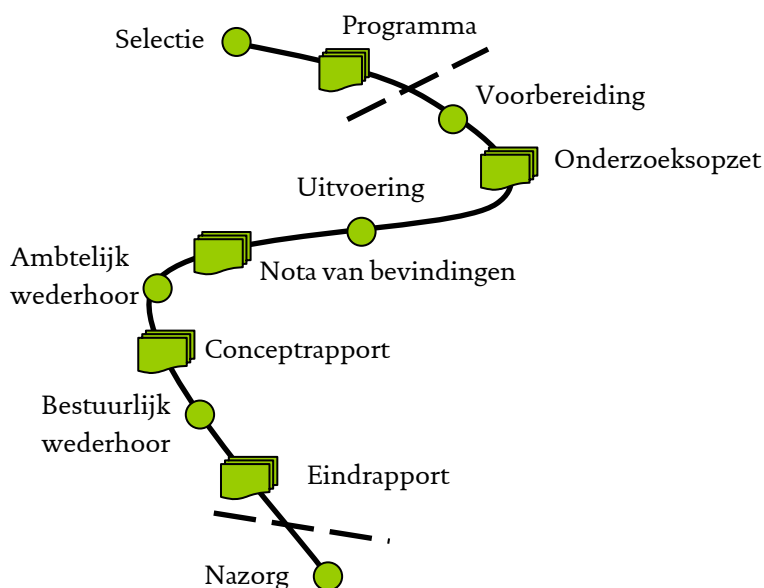 Programma
Selectie
Voorbereiding
Onderzoeksopzet
Uitvoering
Ambtelijk
wederhoor
Nota van bevindingen
Conceptrapport
Bestuurlijk
wederhoor
Eindrapport
Nazorg